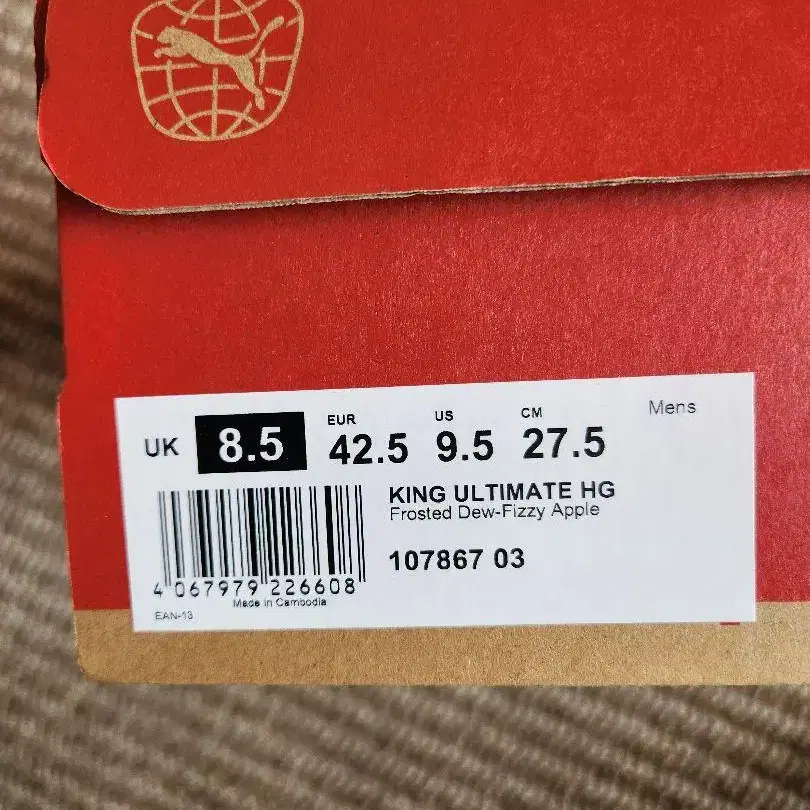 UK 8.5 EUR 42.5 US 9.5 CM 27.5 Mens
KING ULTIMATE HG
Frosted Dew-Fizzy Apple
107867 03
4 067979 226608
Made in Cambodia
EAN-13